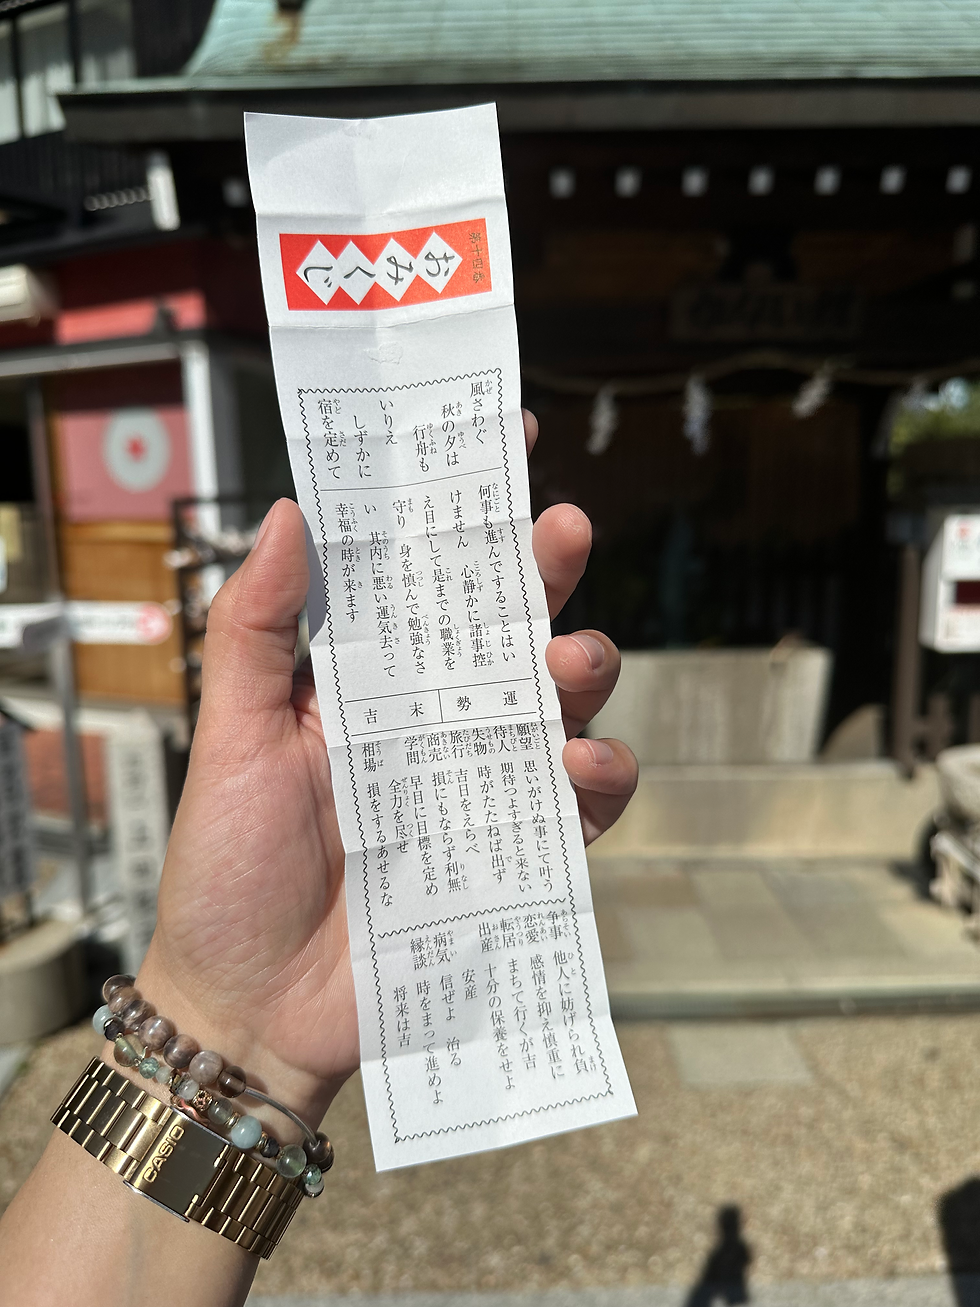 おみくじ
第十四番
風さわぐ
秋の夕は
行舟も
いりえ
しずかに
宿を定めて
何事も進んですることはい
けません 心静かに諸事控
え目にして是までの職業を
守り 身を慎んで勉強なさ
い 其内に悪い運気去って
幸福の時が来ます
運勢
末吉
願望 思いがけぬ事にて叶う
待人 期待つよすぎると来ない
失物 時がたたねば出ず
旅行 吉日をえらべ
商売 損にもならず利無
学問 早目に目標を定め
全力を尽せ
相場 損をするあせるな
争事 他人に妨げられ負
恋愛 感情を抑え慎重に
転居 まちて行くが吉
出産 十分の保養をせよ
安産
病気 信ぜよ 治る
縁談 時をまって進めよ
将来は吉
CASIO